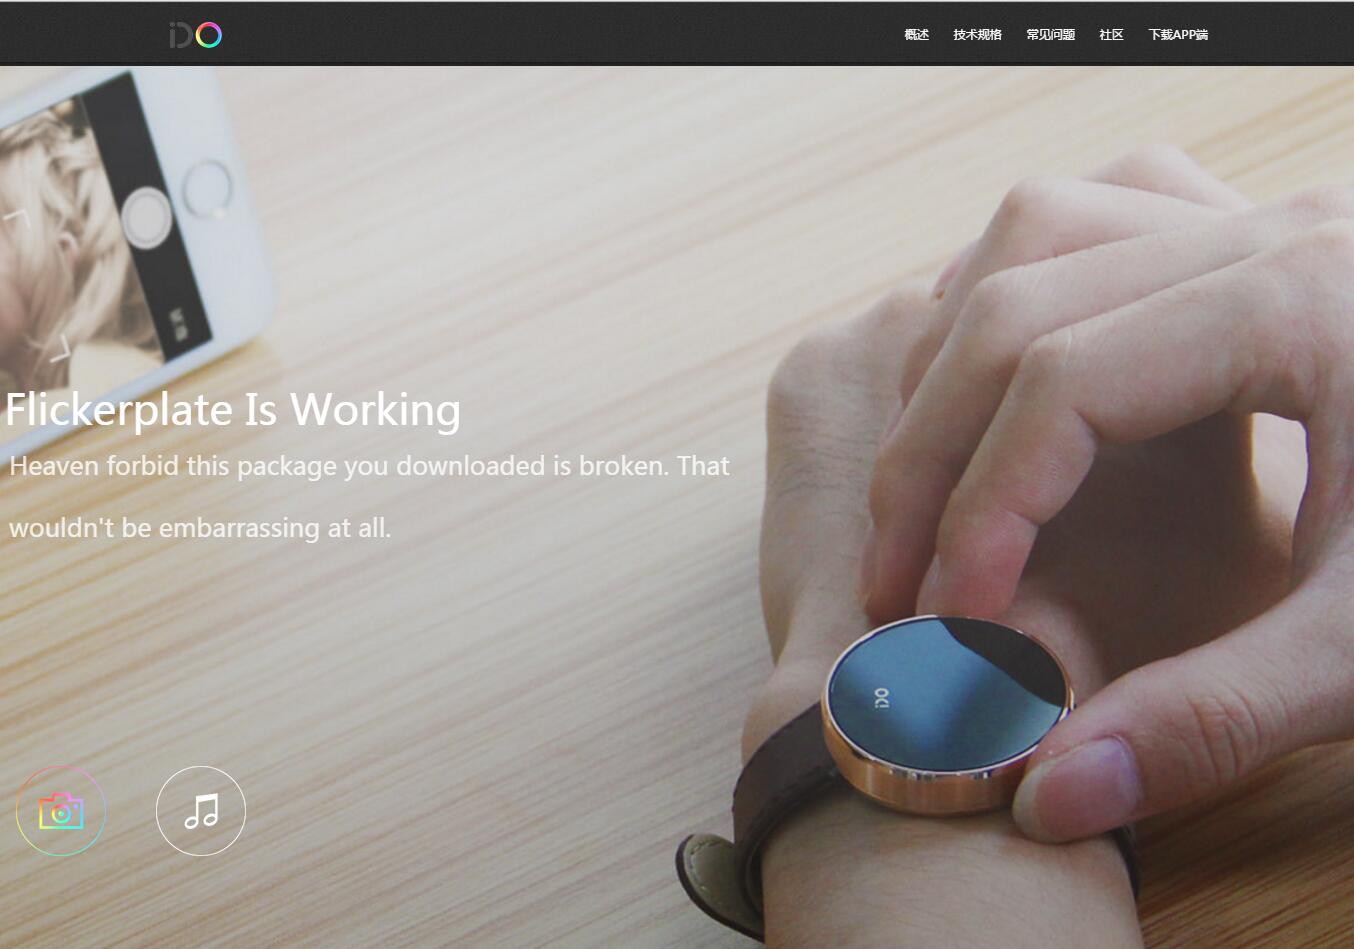 iDO
概述 技术规格 常见问题 社区 下载APP端
Flickerplate Is Working
Heaven forbid this package you downloaded is broken. That
wouldn't be embarrassing at all.
iDO